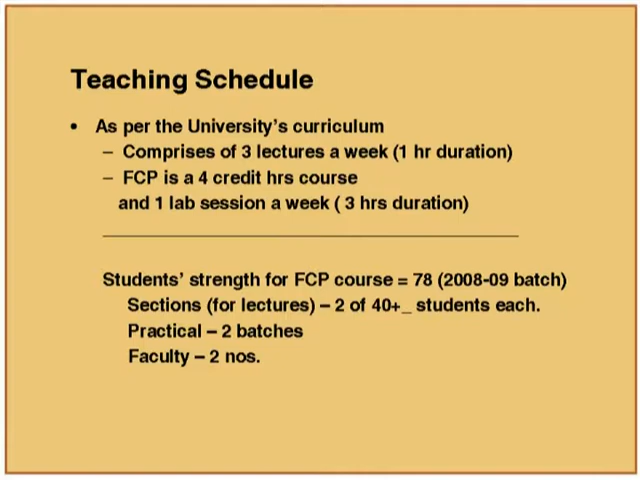 Teaching Schedule
• As per the University's curriculum
– Comprises of 3 lectures a week (1 hr duration)
– FCP is a 4 credit hrs course
and 1 lab session a week ( 3 hrs duration)
Students' strength for FCP course = 78 (2008-09 batch)
Sections (for lectures) – 2 of 40+_ students each.
Practical – 2 batches
Faculty – 2 nos.